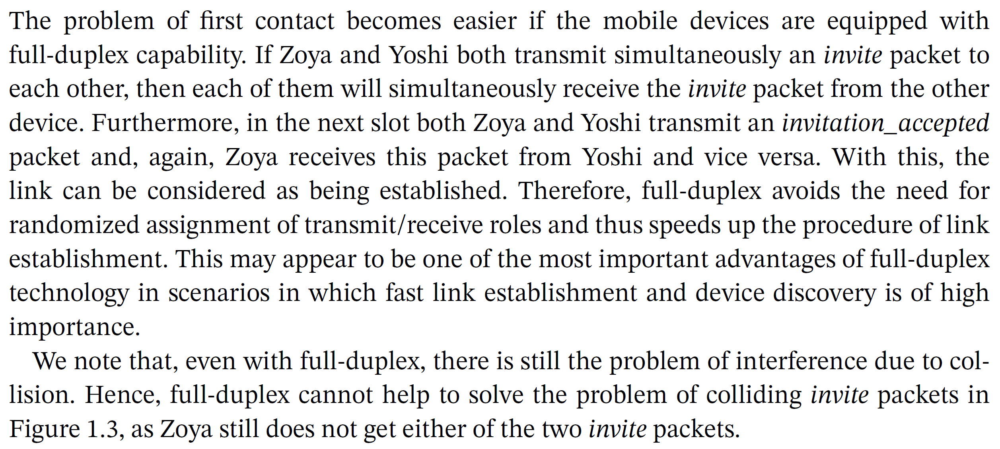 The problem of first contact becomes easier if the mobile devices are equipped with
full-duplex capability. If Zoya and Yoshi both transmit simultaneously an invite packet to
each other, then each of them will simultaneously receive the invite packet from the other
device. Furthermore, in the next slot both Zoya and Yoshi transmit an invitation_accepted
packet and, again, Zoya receives this packet from Yoshi and vice versa. With this, the
link can be considered as being established. Therefore, full-duplex avoids the need for
randomized assignment of transmit/receive roles and thus speeds up the procedure of link
establishment. This may appear to be one of the most important advantages of full-duplex
technology in scenarios in which fast link establishment and device discovery is of high
importance.
We note that, even with full-duplex, there is still the problem of interference due to col-
lision. Hence, full-duplex cannot help to solve the problem of colliding invite packets in
Figure 1.3, as Zoya still does not get either of the two invite packets.